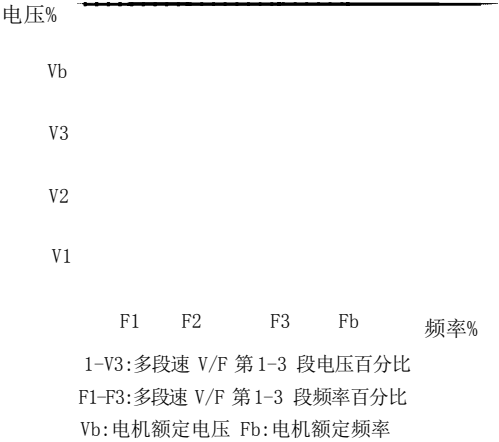 电压%
Vb
V3
V2
V1
F1 F2 F3 Fb 频率%
1-V3:多段速 V/F 第1-3 段电压百分比
F1-F3:多段速 V/F 第1-3 段频率百分比
Vb:电机额定电压 Fb:电机额定频率